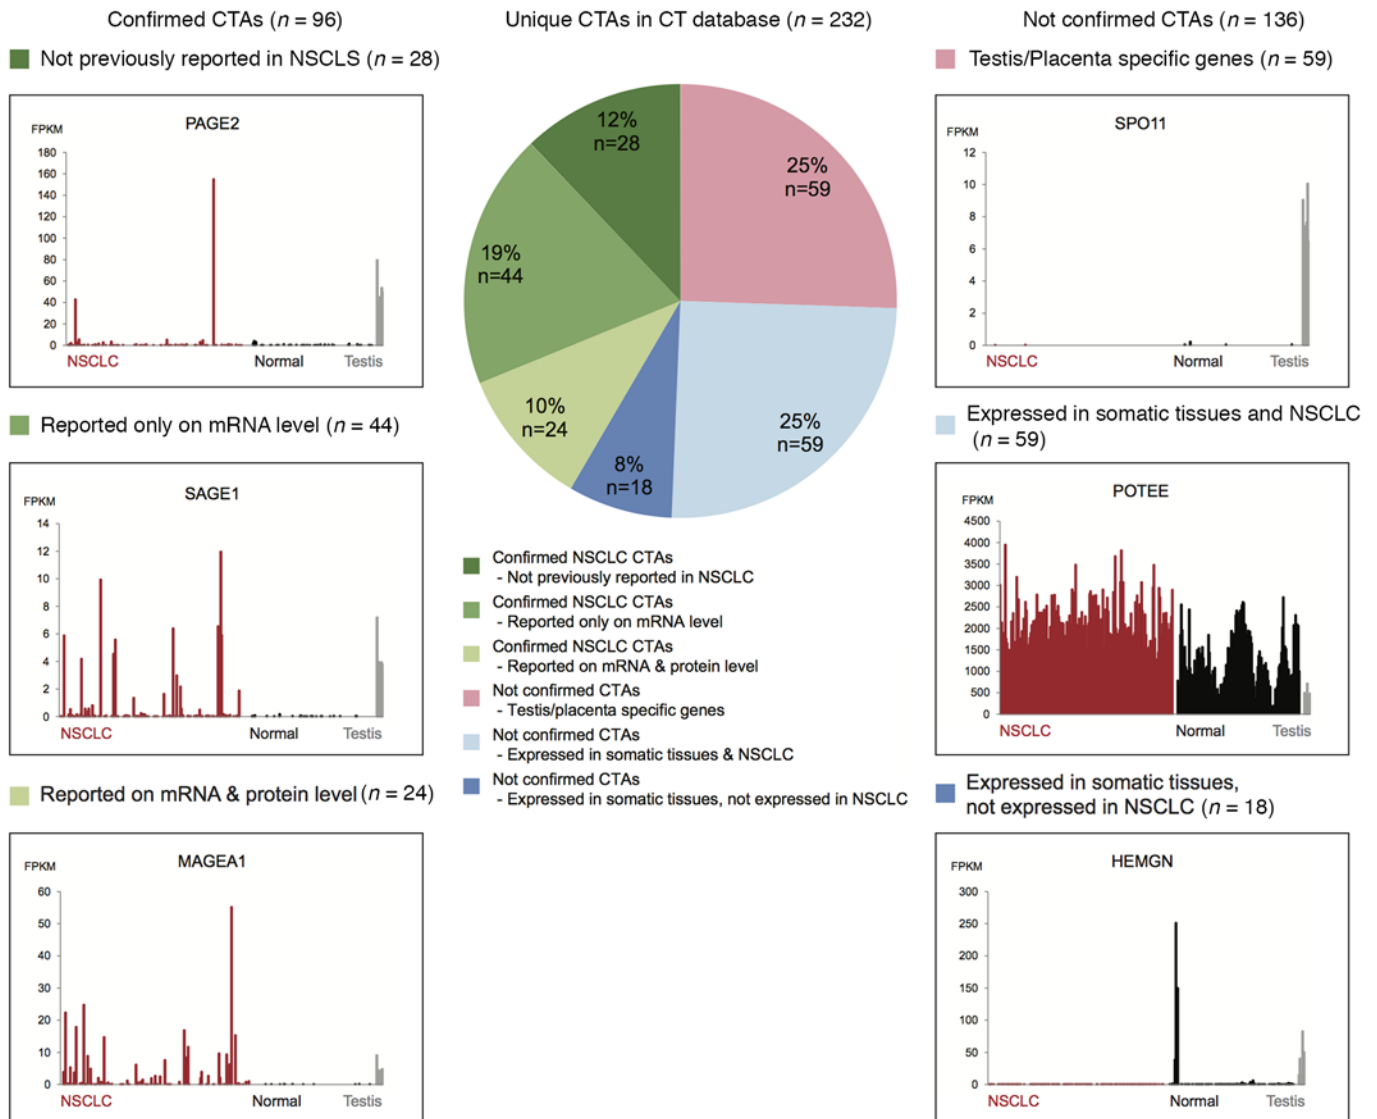 Confirmed CTAs (n = 96)
Not previously reported in NSCLS (n = 28)
PAGE2
FPKM
180
160
140
120
100
80
60
40
20
0
NSCLC
Normal
Testis
Reported only on mRNA level (n = 44)
SAGE1
FPKM
14
12
10
8
6
4
2
0
NSCLC
Normal
Testis
Reported on mRNA & protein level (n = 24)
MAGEA1
FPKM
60
50
40
30
20
10
0
NSCLC
Normal
Testis
Unique CTAs in CT database (n = 232)
12%
n=28
25%
n=59
19%
n=44
10%
n=24
8%
n=18
25%
n=59
Confirmed NSCLC CTAs
- Not previously reported in NSCLC
Confirmed NSCLC CTAs
- Reported only on mRNA level
Confirmed NSCLC CTAs
- Reported on mRNA & protein level
Not confirmed CTAs
- Testis/placenta specific genes
Not confirmed CTAs
- Expressed in somatic tissues & NSCLC
Not confirmed CTAs
- Expressed in somatic tissues, not expressed in NSCLC
Not confirmed CTAs (n = 136)
Testis/Placenta specific genes (n = 59)
SPO11
FPKM
12
10
8
6
4
2
0
NSCLC
Normal
Testis
Expressed in somatic tissues and NSCLC
(n = 59)
POTEE
FPKM
4500
4000
3500
3000
2500
2000
1500
1000
500
0
NSCLC
Normal
Testis
Expressed in somatic tissues,
not expressed in NSCLC (n = 18)
HEMGN
FPKM
300
250
200
150
100
50
0
NSCLC
Normal
Testis